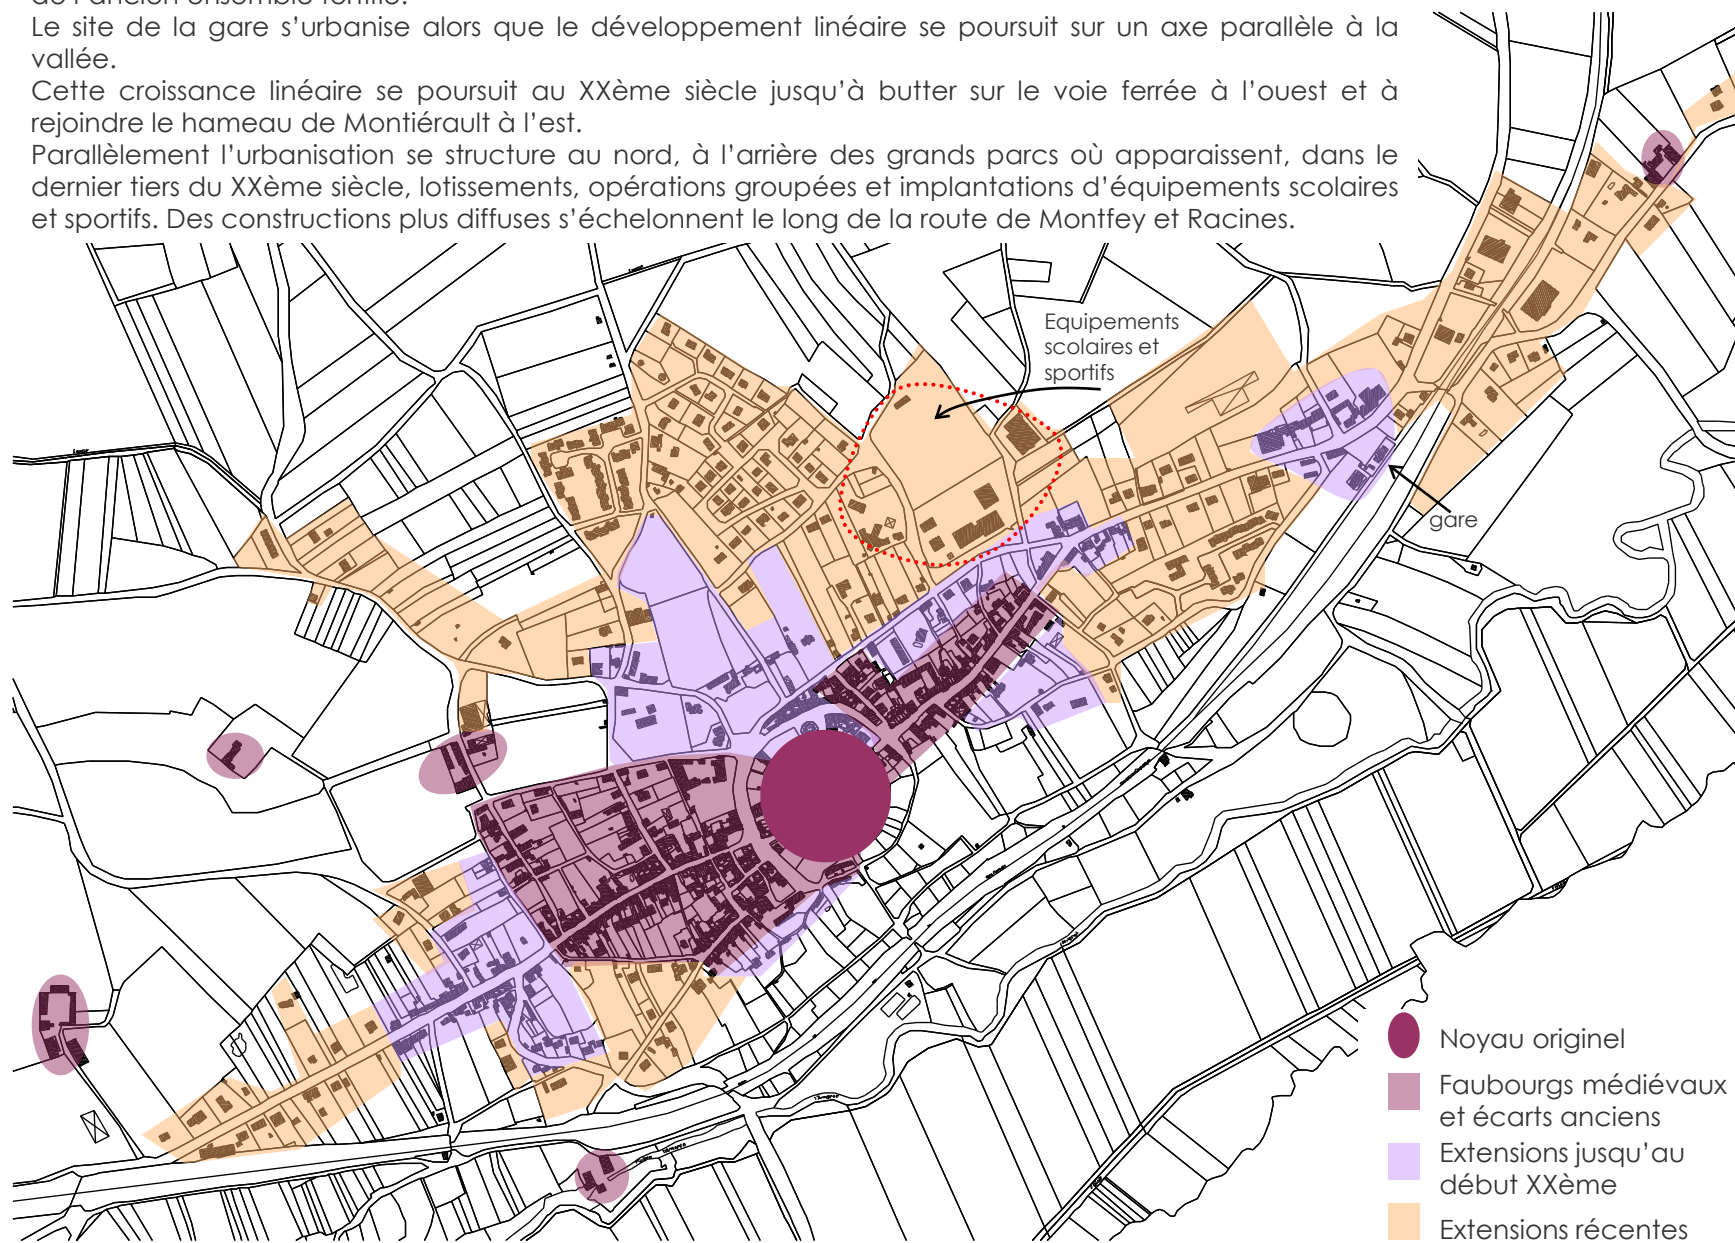 de l'ancien ensemble fortifié.
Le site de la gare s'urbanise alors que le développement linéaire se poursuit sur un axe parallèle à la
vallée.
Cette croissance linéaire se poursuit au XXème siècle jusqu'à butter sur le voie ferrée à l'ouest et à
rejoindre le hameau de Montiérault à l'est.
Parallèlement l'urbanisation se structure au nord, à l'arrière des grands parcs où apparaissent, dans le
dernier tiers du XXème siècle, lotissements, opérations groupées et implantations d'équipements scolaires
et sportifs. Des constructions plus diffuses s'échelonnent le long de la route de Montfey et Racines.
Equipements
scolaires et
sportifs
gare
Noyau originel
Faubourgs médiévaux
et écarts anciens
Extensions jusqu'au
début XXème
Extensions récentes